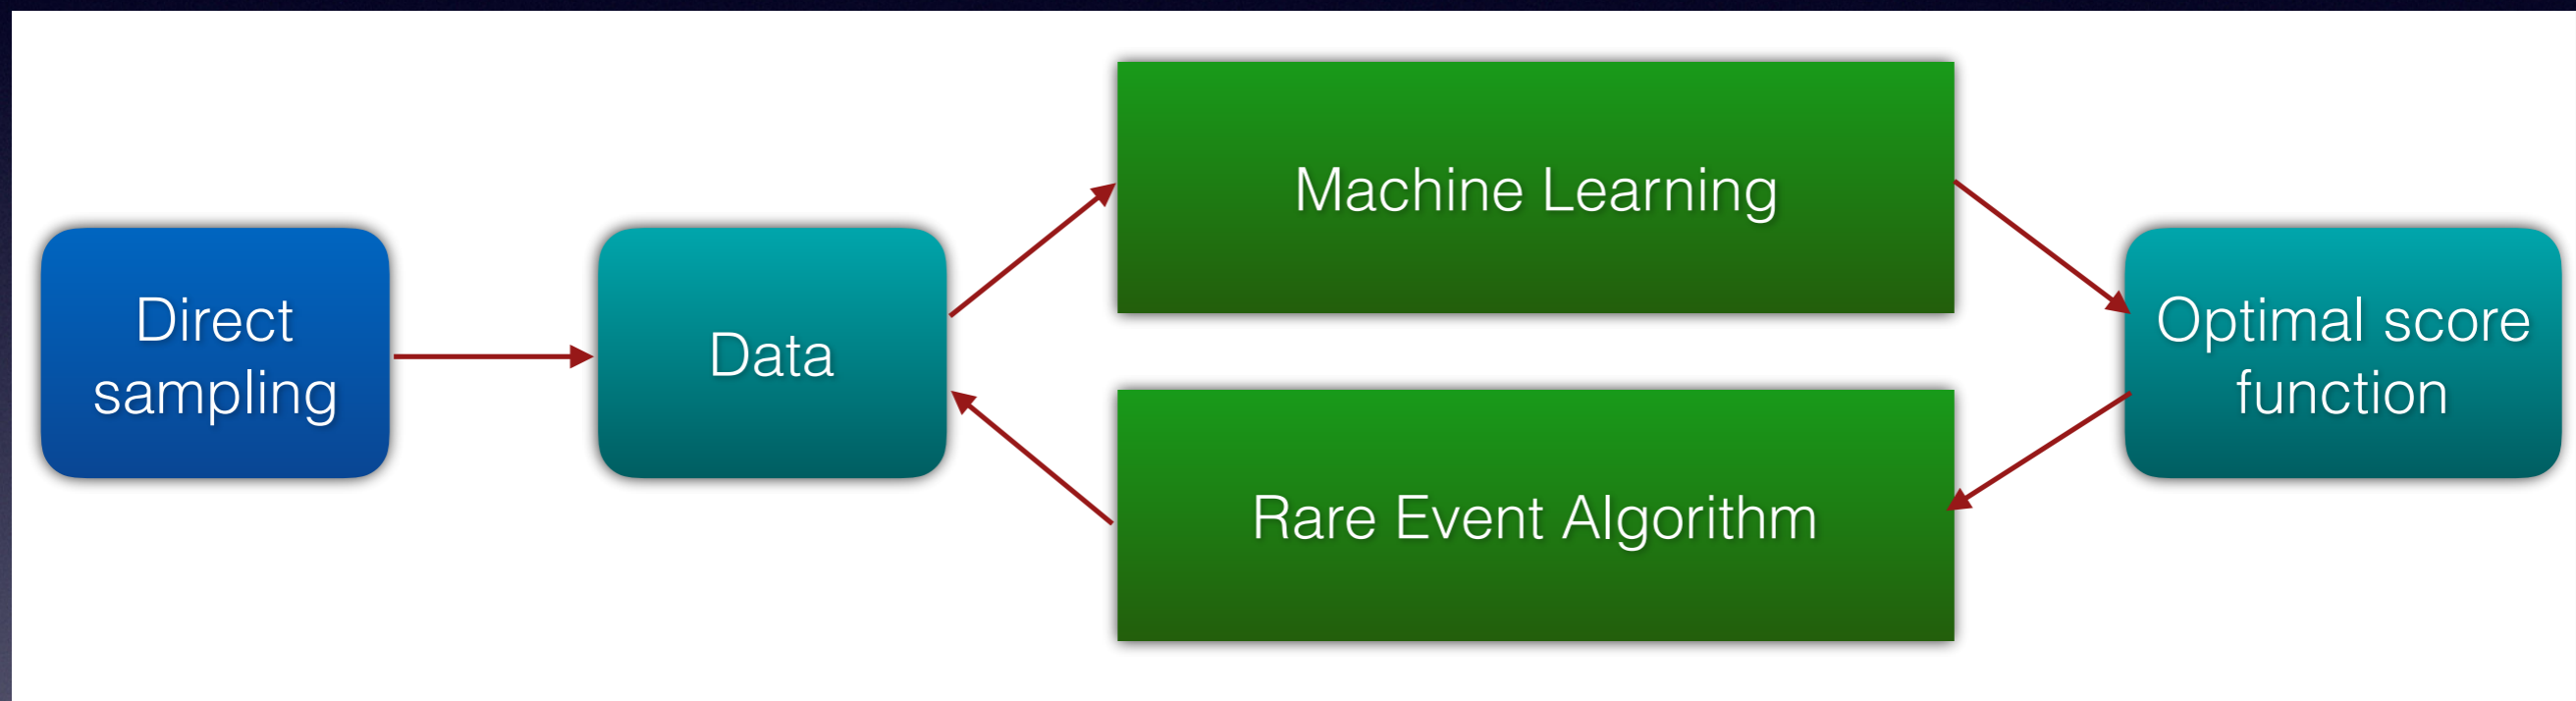 Direct
sampling
Data
Machine Learning
Rare Event Algorithm
Optimal score
function